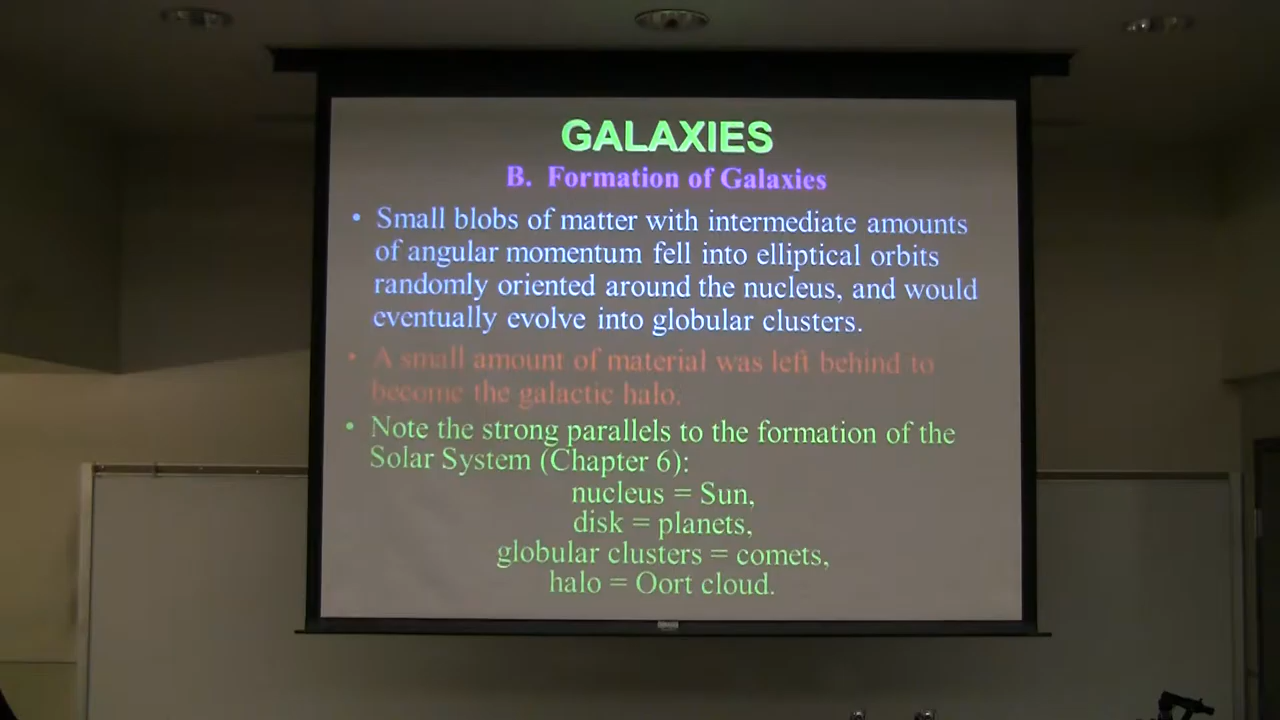 GALAXIES
B. Formation of Galaxies
• Small blobs of matter with intermediate amounts
of angular momentum fell into elliptical orbits
randomly oriented around the nucleus, and would
eventually evolve into globular clusters.
• A small amount of material was left behind to
become the galactic halo.
• Note the strong parallels to the formation of the
Solar System (Chapter 6):
nucleus = Sun,
disk = planets,
globular clusters = comets,
halo = Oort cloud.